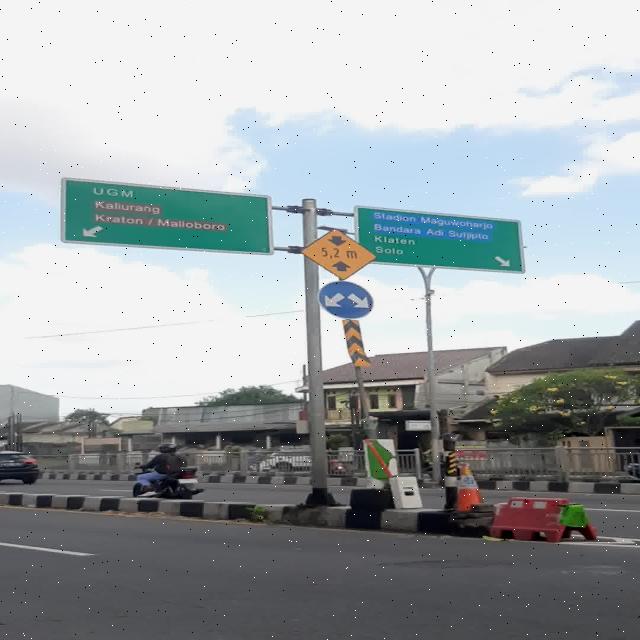 UGM
Kaliurang
Kraton / Malioboro
Stadion Maguwoharjo
Bandara Adi Sutjipto
Klaten
Solo
5,2 m